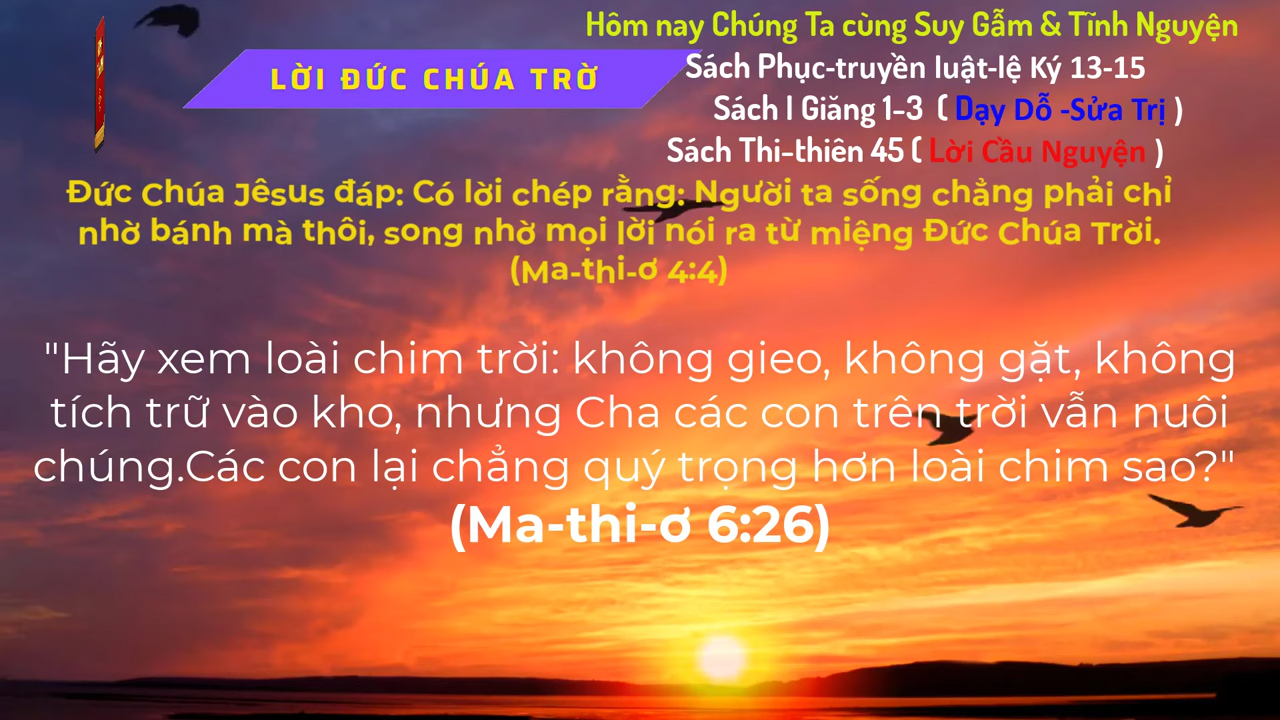 Hôm nay Chúng Ta cùng Suy Gẫm & Tĩnh Nguyện
LỜI ĐỨC CHÚA TRỜ
Sách Phục-truyền luật-lệ Ký 13-15
Sách I Giăng 1-3 ( Dạy Dỗ -Sửa Trị )
Sách Thi-thiên 45 ( Lời Cầu Nguyện )
Đức Chúa Jêsus đáp: Có lời chép rằng: Người ta sống chẳng phải chỉ
nhờ bánh mà thôi, song nhờ mọi lời nói ra từ miệng Đức Chúa Trời.
(Ma-thi-ơ 4:4)
"Hãy xem loài chim trời: không gieo, không gặt, không
tích trữ vào kho, nhưng Cha các con trên trời vẫn nuôi
chúng.Các con lại chẳng quý trọng hơn loài chim sao?"
(Ma-thi-ơ 6:26)